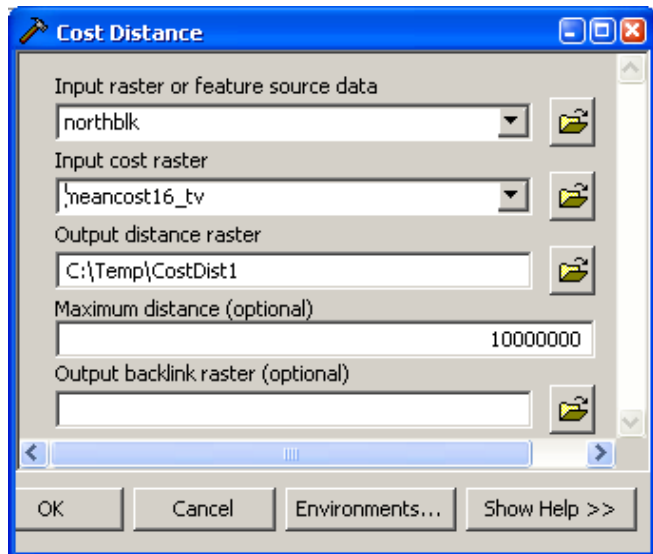 Cost Distance
Input raster or feature source data
northblk
Input cost raster
meancost16_tv
Output distance raster
C:\Temp\CostDist1
Maximum distance (optional)
10000000
Output backlink raster (optional)
OK Cancel Environments... Show Help >>